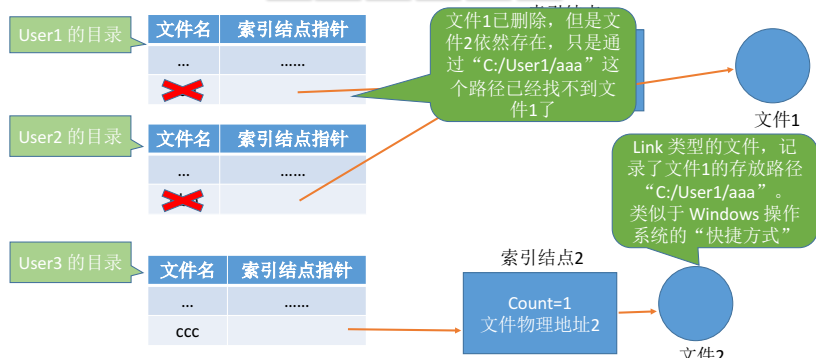 User1 的目录
文件名 索引结点指针
... ......
文件1已删除，但是文
件2依然存在，只是通
过“C:/User1/aaa”这
个路径已经找不到文
件1了
文件1
User2 的目录
文件名 索引结点指针
... ......
Link 类型的文件，记
录了文件1的存放路径
“C:/User1/aaa”。
类似于 Windows 操作
系统的“快捷方式”
User3 的目录
文件名 索引结点指针
... ......
ccc
索引结点2
Count=1
文件物理地址2
文件2